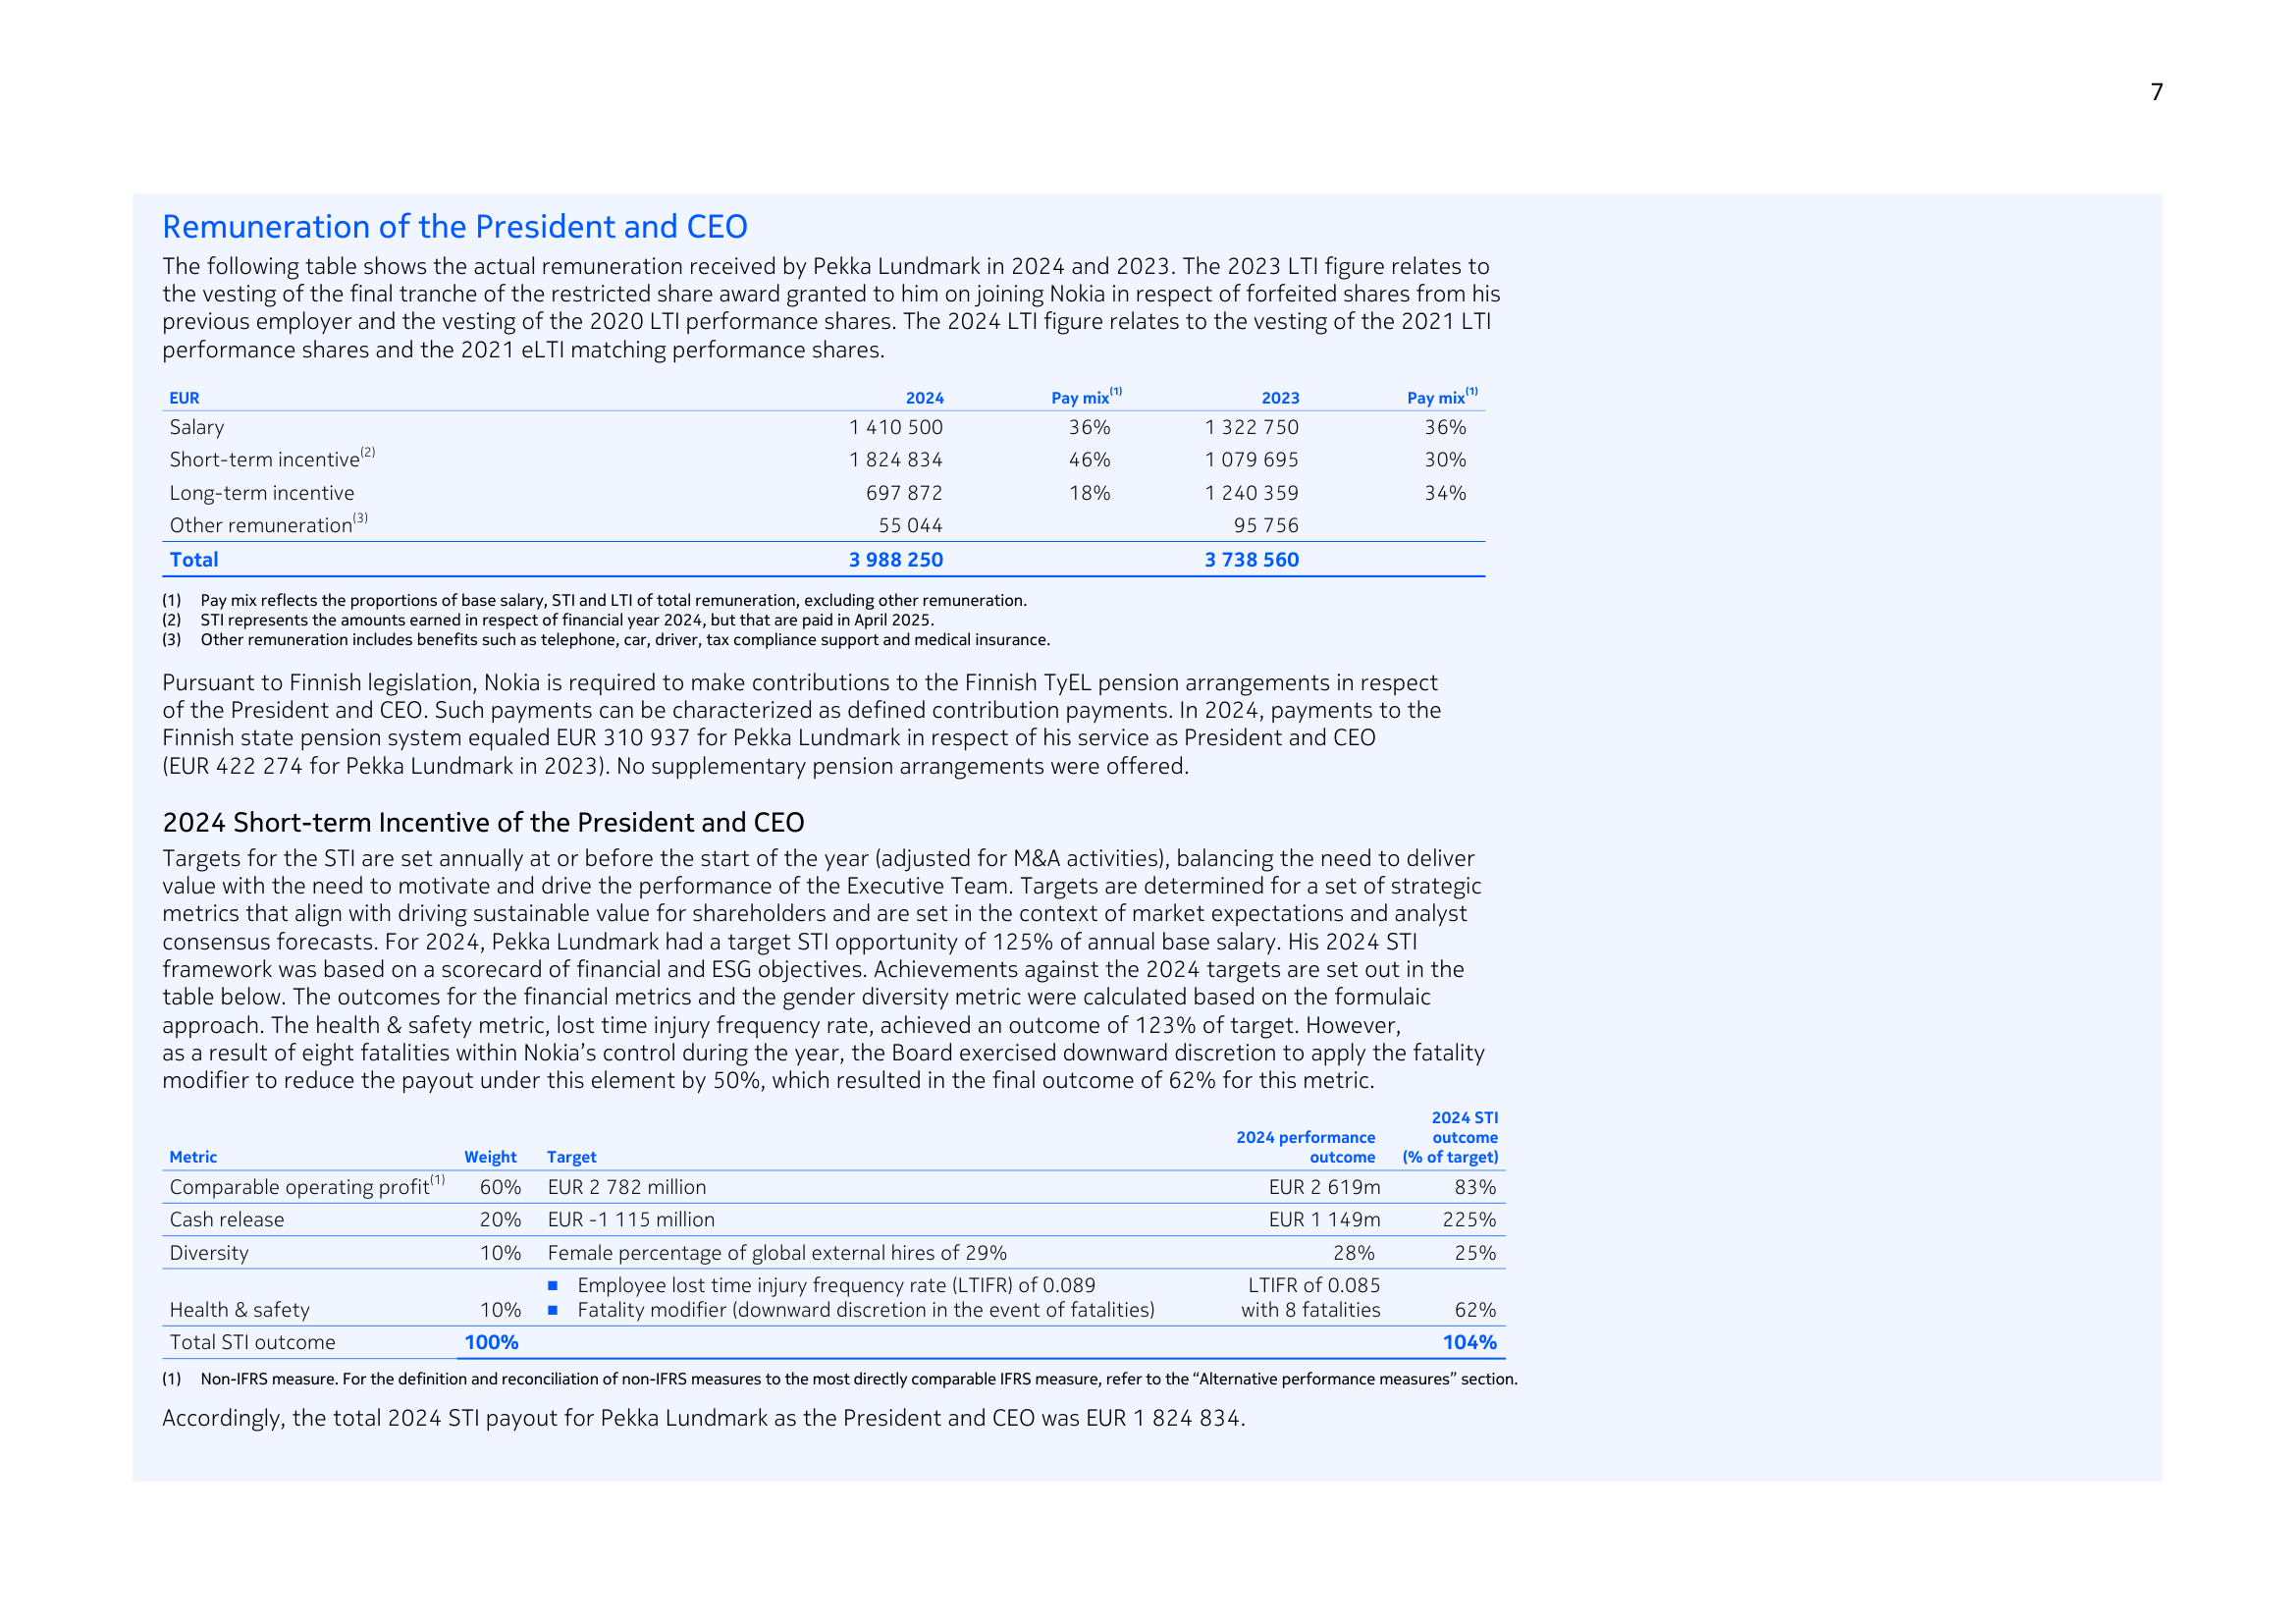 7
Remuneration of the President and CEO
The following table shows the actual remuneration received by Pekka Lundmark in 2024 and 2023. The 2023 LTI figure relates to
the vesting of the final tranche of the restricted share award granted to him on joining Nokia in respect of forfeited shares from his
previous employer and the vesting of the 2020 LTI performance shares. The 2024 LTI figure relates to the vesting of the 2021 LTI
performance shares and the 2021 eLTI matching performance shares.
EUR 2024 Pay mix(1) 2023 Pay mix(1)
Salary 1 410 500 36% 1 322 750 36%
Short-term incentive(2) 1 824 834 46% 1 079 695 30%
Long-term incentive 697 872 18% 1 240 359 34%
Other remuneration(3) 55 044 95 756
Total 3 988 250 3 738 560
(1) Pay mix reflects the proportions of base salary, STI and LTI of total remuneration, excluding other remuneration.
(2) STI represents the amounts earned in respect of financial year 2024, but that are paid in April 2025.
(3) Other remuneration includes benefits such as telephone, car, driver, tax compliance support and medical insurance.
Pursuant to Finnish legislation, Nokia is required to make contributions to the Finnish TyEL pension arrangements in respect
of the President and CEO. Such payments can be characterized as defined contribution payments. In 2024, payments to the
Finnish state pension system equaled EUR 310 937 for Pekka Lundmark in respect of his service as President and CEO
(EUR 422 274 for Pekka Lundmark in 2023). No supplementary pension arrangements were offered.
2024 Short-term Incentive of the President and CEO
Targets for the STI are set annually at or before the start of the year (adjusted for M&A activities), balancing the need to deliver
value with the need to motivate and drive the performance of the Executive Team. Targets are determined for a set of strategic
metrics that align with driving sustainable value for shareholders and are set in the context of market expectations and analyst
consensus forecasts. For 2024, Pekka Lundmark had a target STI opportunity of 125% of annual base salary. His 2024 STI
framework was based on a scorecard of financial and ESG objectives. Achievements against the 2024 targets are set out in the
table below. The outcomes for the financial metrics and the gender diversity metric were calculated based on the formulaic
approach. The health & safety metric, lost time injury frequency rate, achieved an outcome of 123% of target. However,
as a result of eight fatalities within Nokia’s control during the year, the Board exercised downward discretion to apply the fatality
modifier to reduce the payout under this element by 50%, which resulted in the final outcome of 62% for this metric.
2024 STI
2024 performance outcome
Metric Weight Target outcome (% of target)
Comparable operating profit(1) 60% EUR 2 782 million EUR 2 619m 83%
Cash release 20% EUR -1 115 million EUR 1 149m 225%
Diversity 10% Female percentage of global external hires of 29% 28% 25%
■ Employee lost time injury frequency rate (LTIFR) of 0.089 LTIFR of 0.085
Health & safety 10% ■ Fatality modifier (downward discretion in the event of fatalities) with 8 fatalities 62%
Total STI outcome 100% 104%
(1) Non-IFRS measure. For the definition and reconciliation of non-IFRS measures to the most directly comparable IFRS measure, refer to the “Alternative performance measures” section.
Accordingly, the total 2024 STI payout for Pekka Lundmark as the President and CEO was EUR 1 824 834.